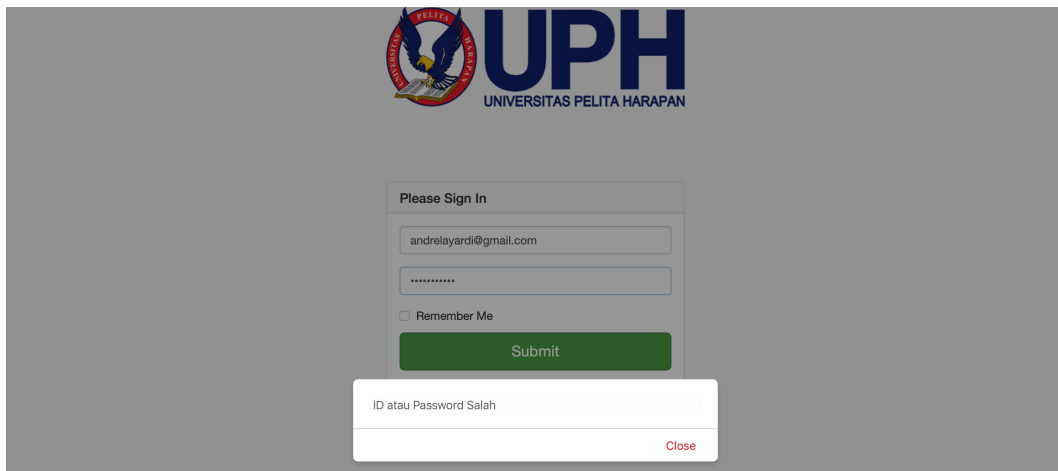 UNIVERSITAS PELITA HARAPAN
UPH
UNIVERSITAS PELITA HARAPAN
Please Sign In
andrelayardi@gmail.com
•••••••••••
Remember Me
Submit
ID atau Password Salah
Close